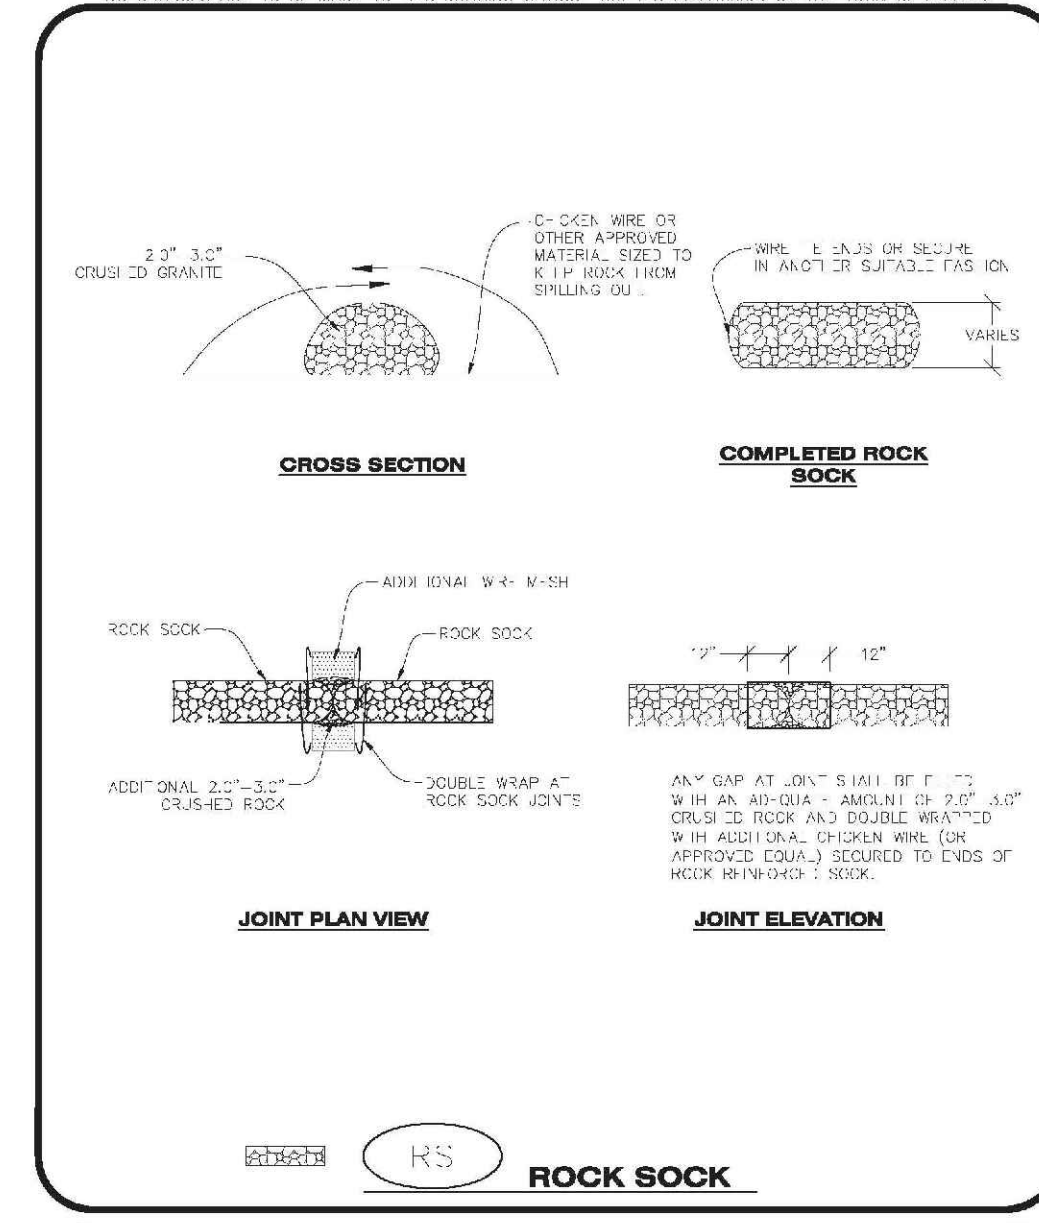 2.0" 3.0"
CRUSHED GRANITE
CHICKEN WIRE OR
OTHER APPROVED
MATERIAL SIZED TO
KEEP ROCK FROM
SPILLING OUT.
WIRE TIE ENDS OR SECURE
IN ANOTHER SUITABLE FASHION
VARIES
CROSS SECTION
COMPLETED ROCK
SOCK
ADDITIONAL WIRE MESH
ROCK SOCK
ROCK SOCK
ADDITIONAL 2.0"–3.0"
CRUSHED ROCK
DOUBLE WRAP AT
ROCK SOCK JOINTS
12"
12"
ANY GAP AT JOINT SHALL BE FILLED
WITH AN ADEQUATE AMOUNT OF 2.0" 3.0"
CRUSHED ROCK AND DOUBLE WRAPPED
WITH ADDITIONAL CHICKEN WIRE (OR
APPROVED EQUAL) SECURED TO ENDS OF
ROCK REINFORCED SOCK.
JOINT PLAN VIEW
JOINT ELEVATION
RS
ROCK SOCK